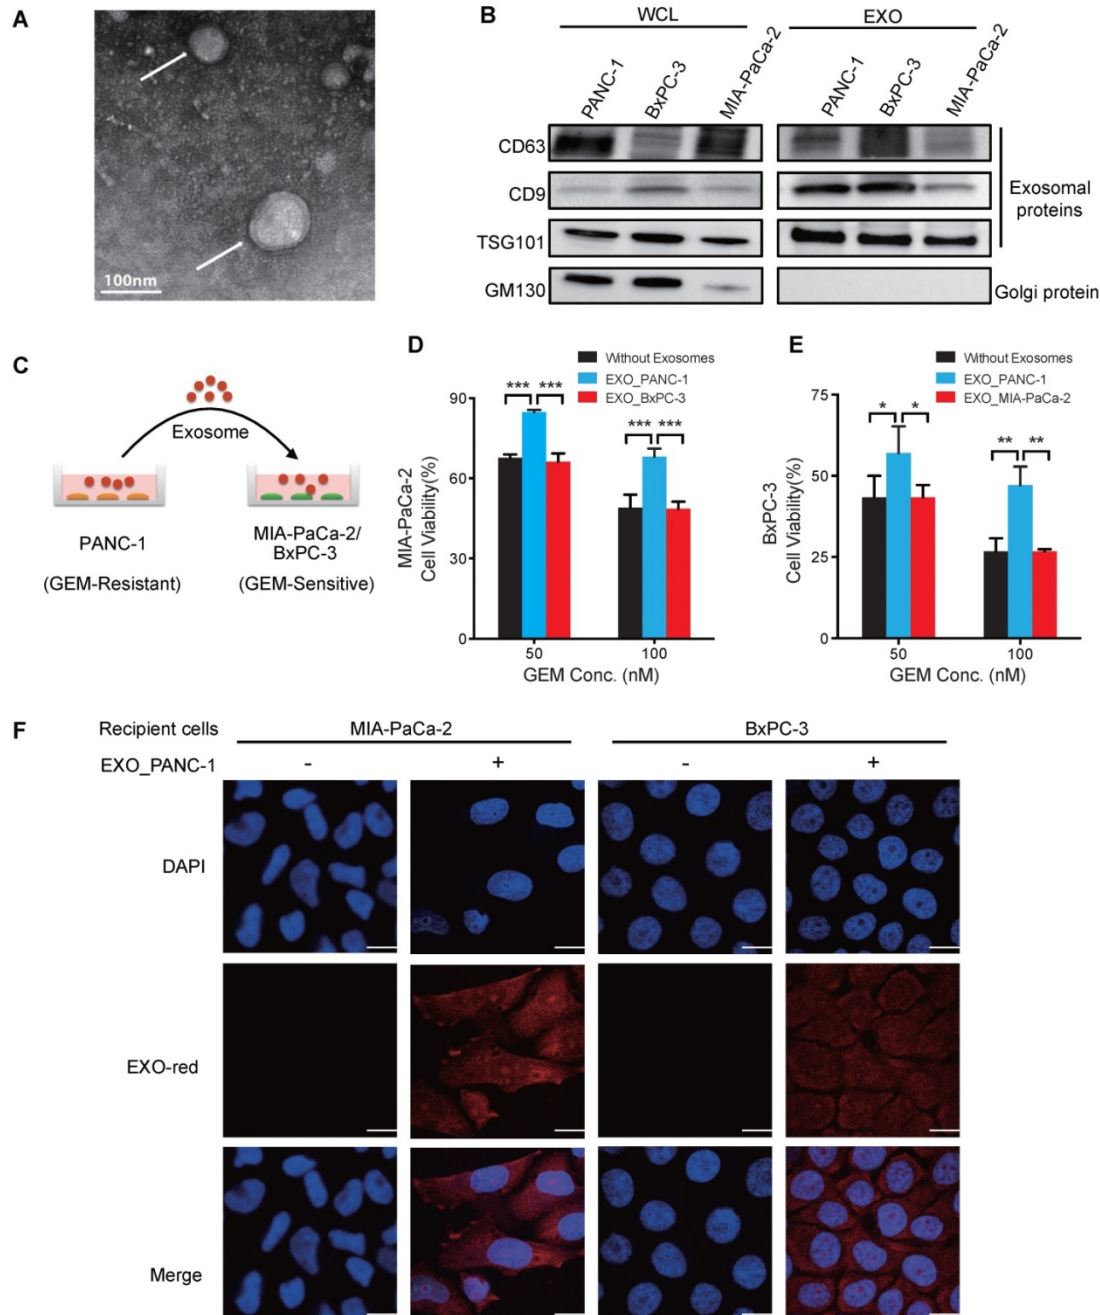 A
100nm
B
WCL
EXO
PANC-1
BxPC-3
MIA-PaCa-2
PANC-1
BxPC-3
MIA-PaCa-2
CD63
CD9
TSG101
GM130
Exosomal
proteins
Golgi protein
C
Exosome
PANC-1
(GEM-Resistant)
MIA-PaCa-2/
BxPC-3
(GEM-Sensitive)
D
Without Exosomes
EXO_PANC-1
EXO_BxPC-3
MIA-PaCa-2
Cell Viability(%)
90
60
30
0
*** ***
*** ***
50
100
GEM Conc. (nM)
E
Without Exosomes
EXO_PANC-1
EXO_MIA-PaCa-2
BxPC-3
Cell Viability(%)
75
50
25
0
* *
** **
50
100
GEM Conc. (nM)
F
Recipient cells
MIA-PaCa-2
BxPC-3
EXO_PANC-1
- + - +
DAPI
EXO-red
Merge